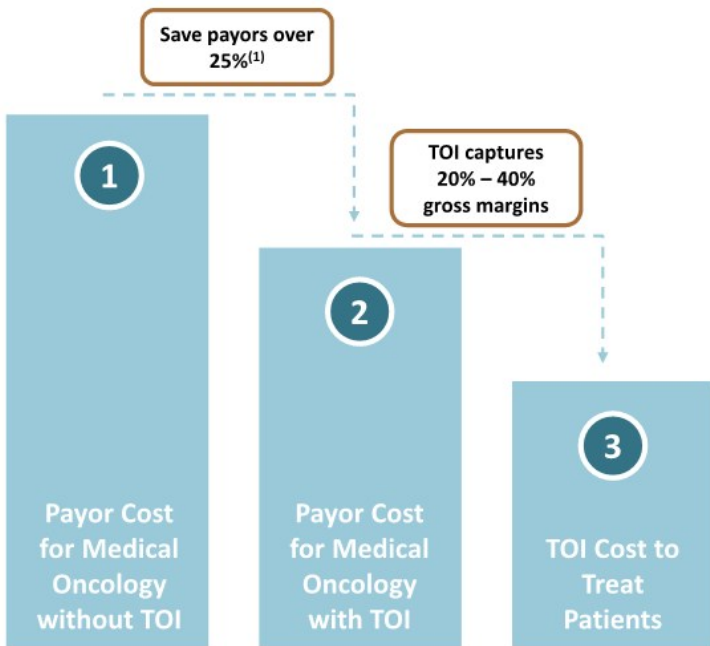 Save payors over
25%(1)
TOI captures
20% – 40%
gross margins
1
Payor Cost
for Medical
Oncology
without TOI
2
Payor Cost
for Medical
Oncology
with TOI
3
TOI Cost to
Treat
Patients